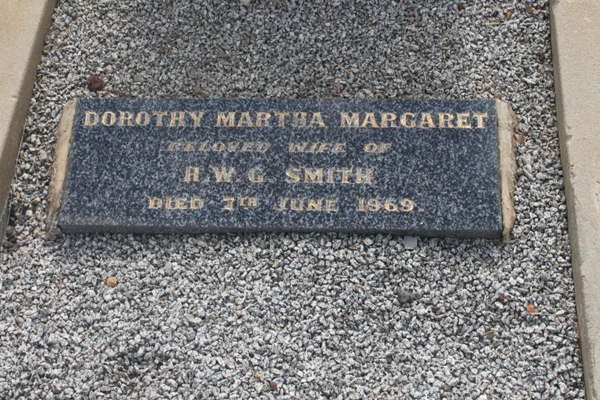 DOROTHY MARTHA MARGARET
BELOVED WIFE OF
H.W.G. SMITH
DIED 7TH JUNE 1969.